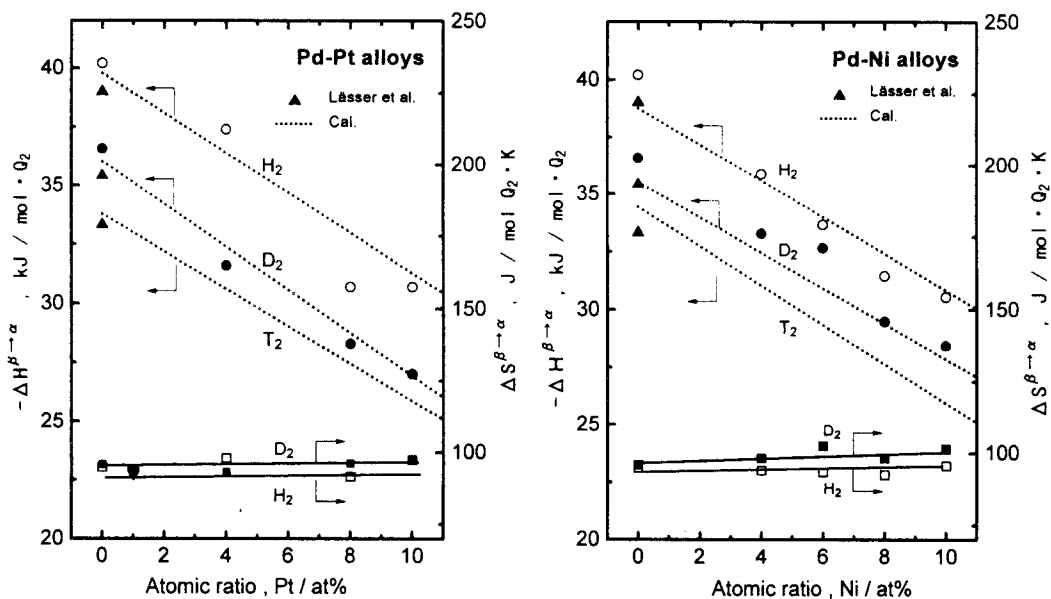 Pd-Pt alloys
▲ Lässer et al.
Cal.
H2
D2
T2
D2
H2
40
35
30
25
20
250
200
150
100
0 2 4 6 8 10
-ΔH^β→α , kJ / mol・Q2
ΔS^β→α , J / mol Q2・K
Atomic ratio , Pt / at%
Pd-Ni alloys
▲ Lässer et al.
Cal.
H2
D2
T2
D2
H2
40
35
30
25
20
250
200
150
100
0 2 4 6 8 10
-ΔH^β→α , kJ / mol・Q2
ΔS^β→α , J / mol・Q2・K
Atomic ratio , Ni / at%